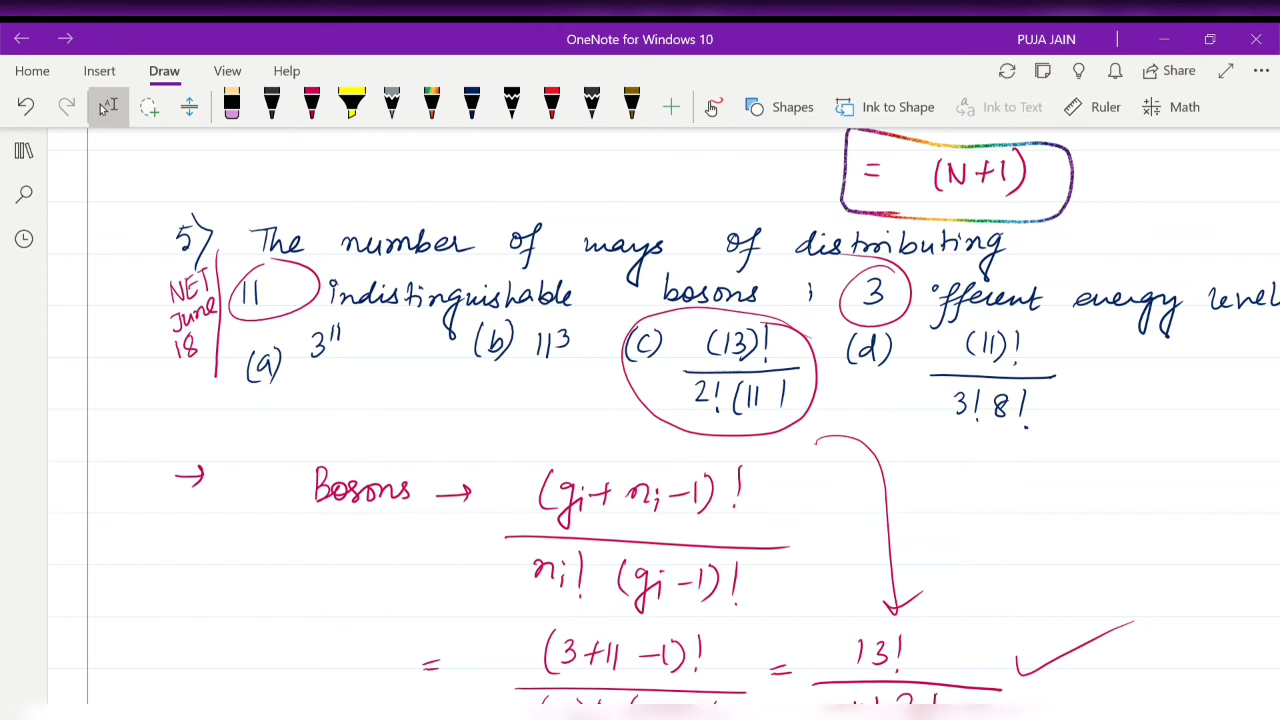 OneNote for Windows 10
PUJA JAIN
Home Insert Draw View Help
Share
Shapes Ink to Shape Ink to Text Ruler Math
= (N+1)
5) The number of ways of distributing
NET June 18
11 indistinguishable bosons 3 fferent energy level
(a) 3^11 (b) 11^3 (c) (13)! / 2! (11 ! (d) (11)! / 3! 8!
→ Bosons → (gi + ni - 1)! / ni! (gi - 1)!
= (3+11-1)! = 13!